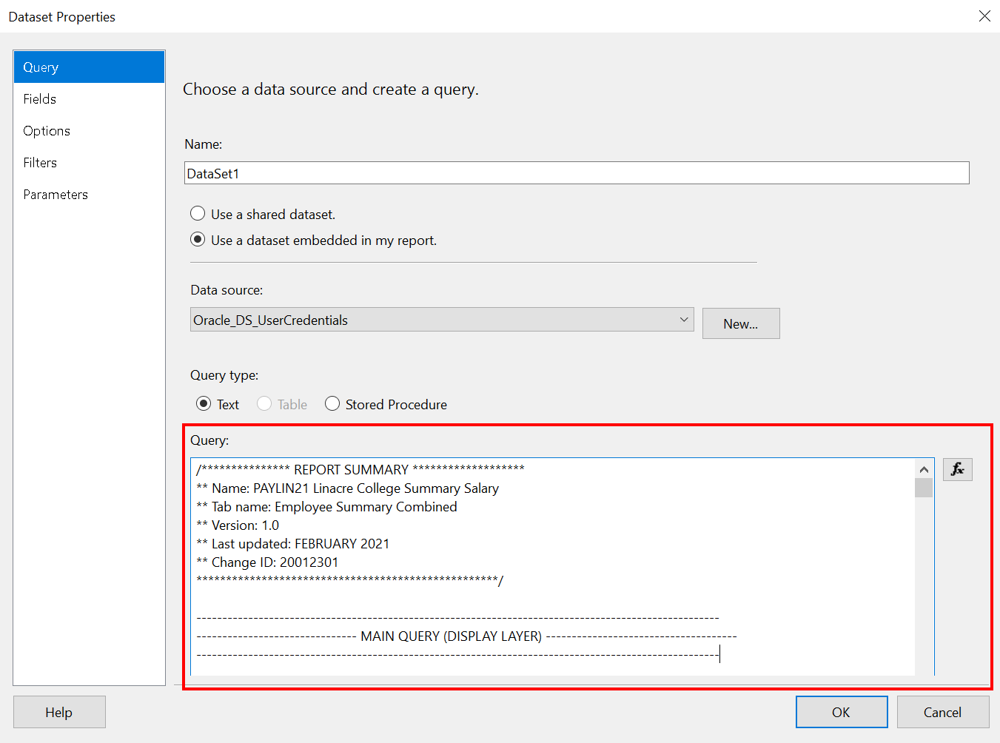 Dataset Properties
Query
Fields
Options
Filters
Parameters
Choose a data source and create a query.
Name:
DataSet1
Use a shared dataset.
Use a dataset embedded in my report.
Data source:
Oracle_DS_UserCredentials
New...
Query type:
Text Table Stored Procedure
Query:
/*************** REPORT SUMMARY *******************
** Name: PAYLIN21 Linacre College Summary Salary
** Tab name: Employee Summary Combined
** Version: 1.0
** Last updated: FEBRUARY 2021
** Change ID: 20012301
***************************************************/
-----------------------------------------------------------------------------------------------------
------------------------------- MAIN QUERY (DISPLAY LAYER) -------------------------------------
-----------------------------------------------------------------------------------------------------
fx
Help
OK
Cancel